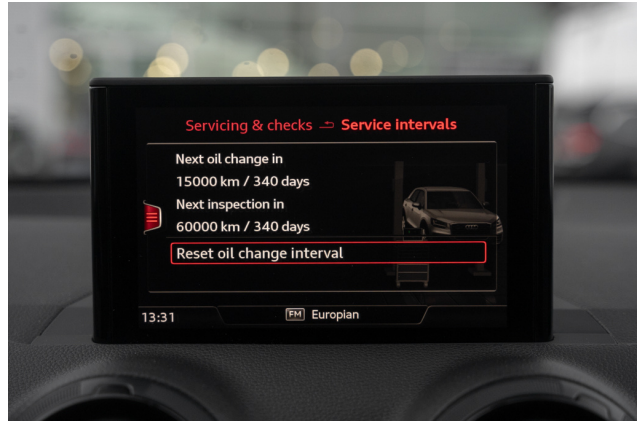 Servicing & checks Service intervals
Next oil change in
15000 km / 340 days
Next inspection in
60000 km / 340 days
Reset oil change interval
13:31 FM Europian